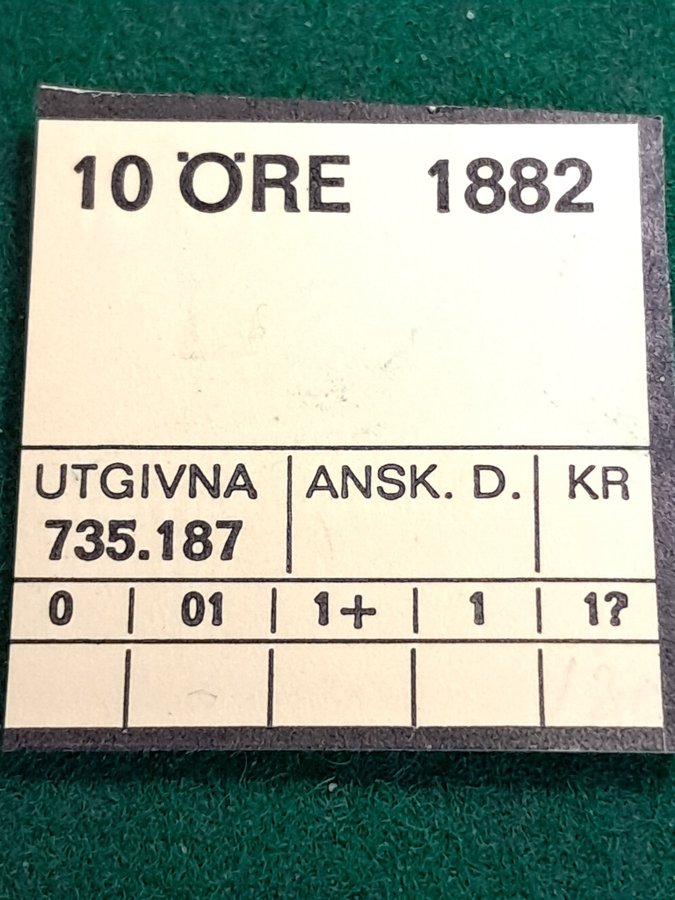 10 ÖRE 1882
UTGIVNA ANSK. D. KR
735.187
0 01 1+ 1 1?